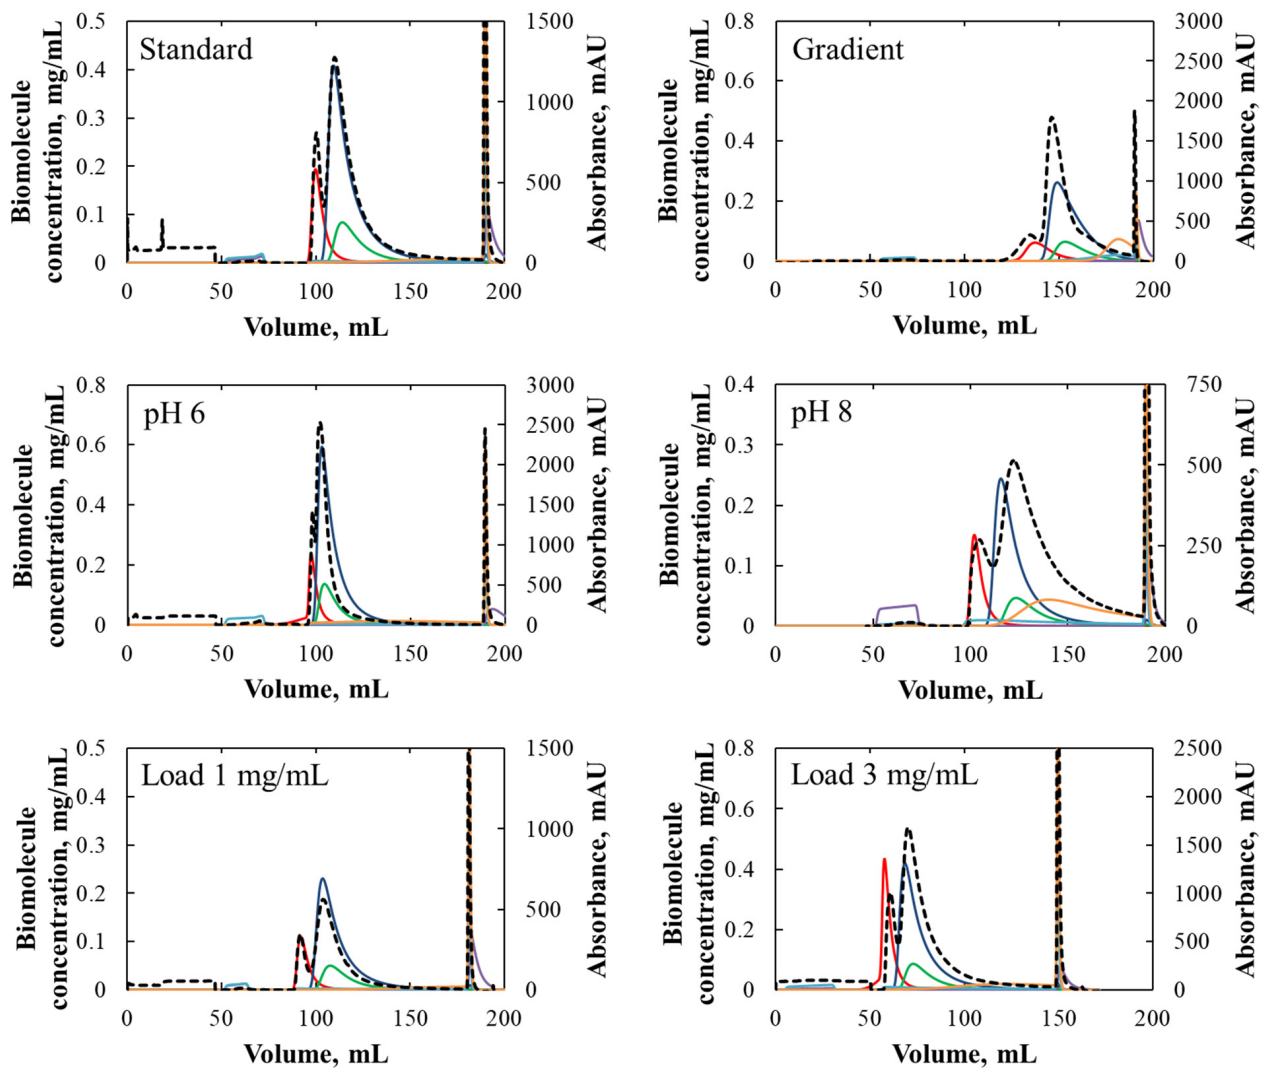 Standard
Biomolecule
concentration, mg/mL
0.5
0.4
0.3
0.2
0.1
0
1500
1000
500
0
Absorbance, mAU
0 50 100 150 200
Volume, mL
Gradient
Biomolecule
concentration, mg/mL
0.8
0.6
0.4
0.2
0
3000
2500
2000
1500
1000
500
0
Absorbance, mAU
0 50 100 150 200
Volume, mL
pH 6
Biomolecule
concentration, mg/mL
0.8
0.6
0.4
0.2
0
3000
2500
2000
1500
1000
500
0
Absorbance, mAU
0 50 100 150 200
Volume, mL
pH 8
Biomolecule
concentration, mg/mL
0.4
0.3
0.2
0.1
0
750
500
250
0
Absorbance, mAU
0 50 100 150 200
Volume, mL
Load 1 mg/mL
Biomolecule
concentration, mg/mL
0.5
0.4
0.3
0.2
0.1
0
1500
1000
500
0
Absorbance, mAU
0 50 100 150 200
Volume, mL
Load 3 mg/mL
Biomolecule
concentration, mg/mL
0.8
0.6
0.4
0.2
0
2500
2000
1500
1000
500
0
Absorbance, mAU
0 50 100 150 200
Volume, mL